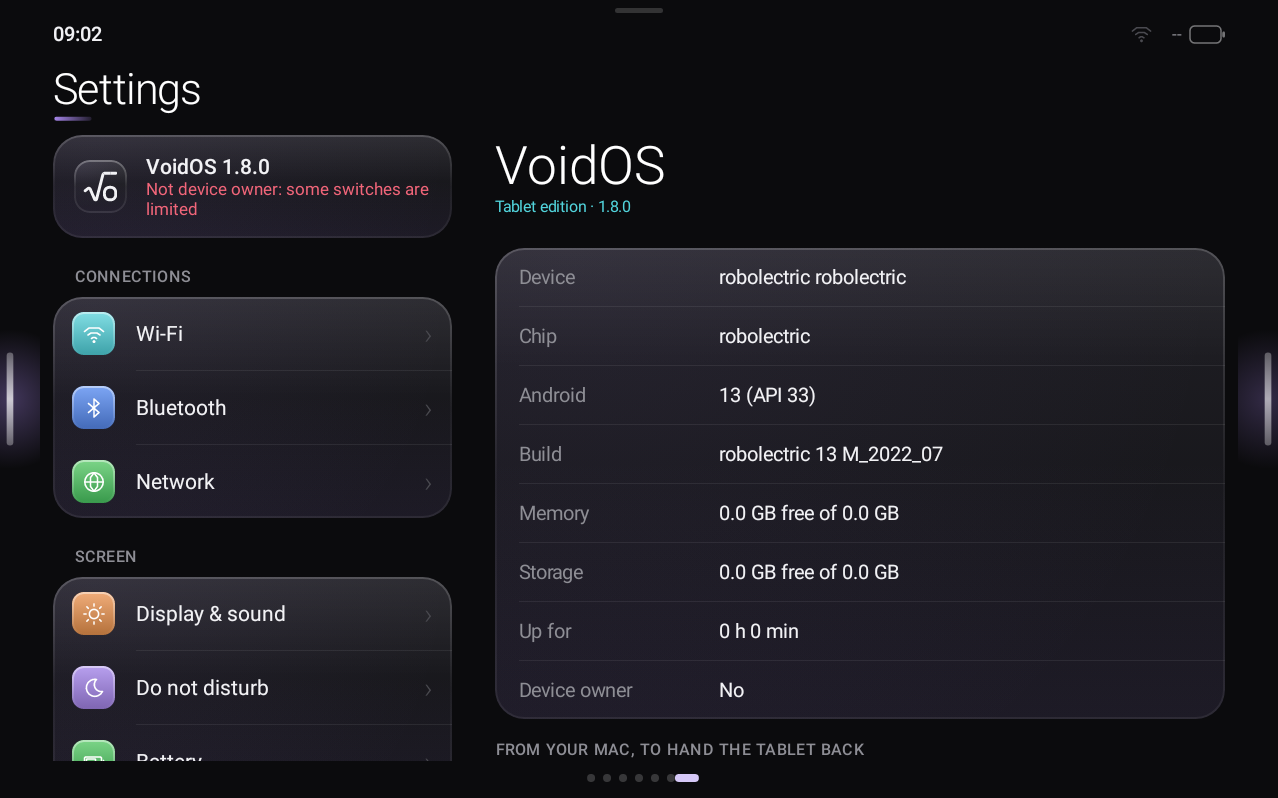 09:02
--
Settings
VoidOS 1.8.0
Not device owner: some switches are
limited
CONNECTIONS
Wi-Fi
Bluetooth
Network
SCREEN
Display & sound
Do not disturb
Battery
VoidOS
Tablet edition · 1.8.0
Device robolectric robolectric
Chip robolectric
Android 13 (API 33)
Build robolectric 13 M_2022_07
Memory 0.0 GB free of 0.0 GB
Storage 0.0 GB free of 0.0 GB
Up for 0 h 0 min
Device owner No
FROM YOUR MAC, TO HAND THE TABLET BACK